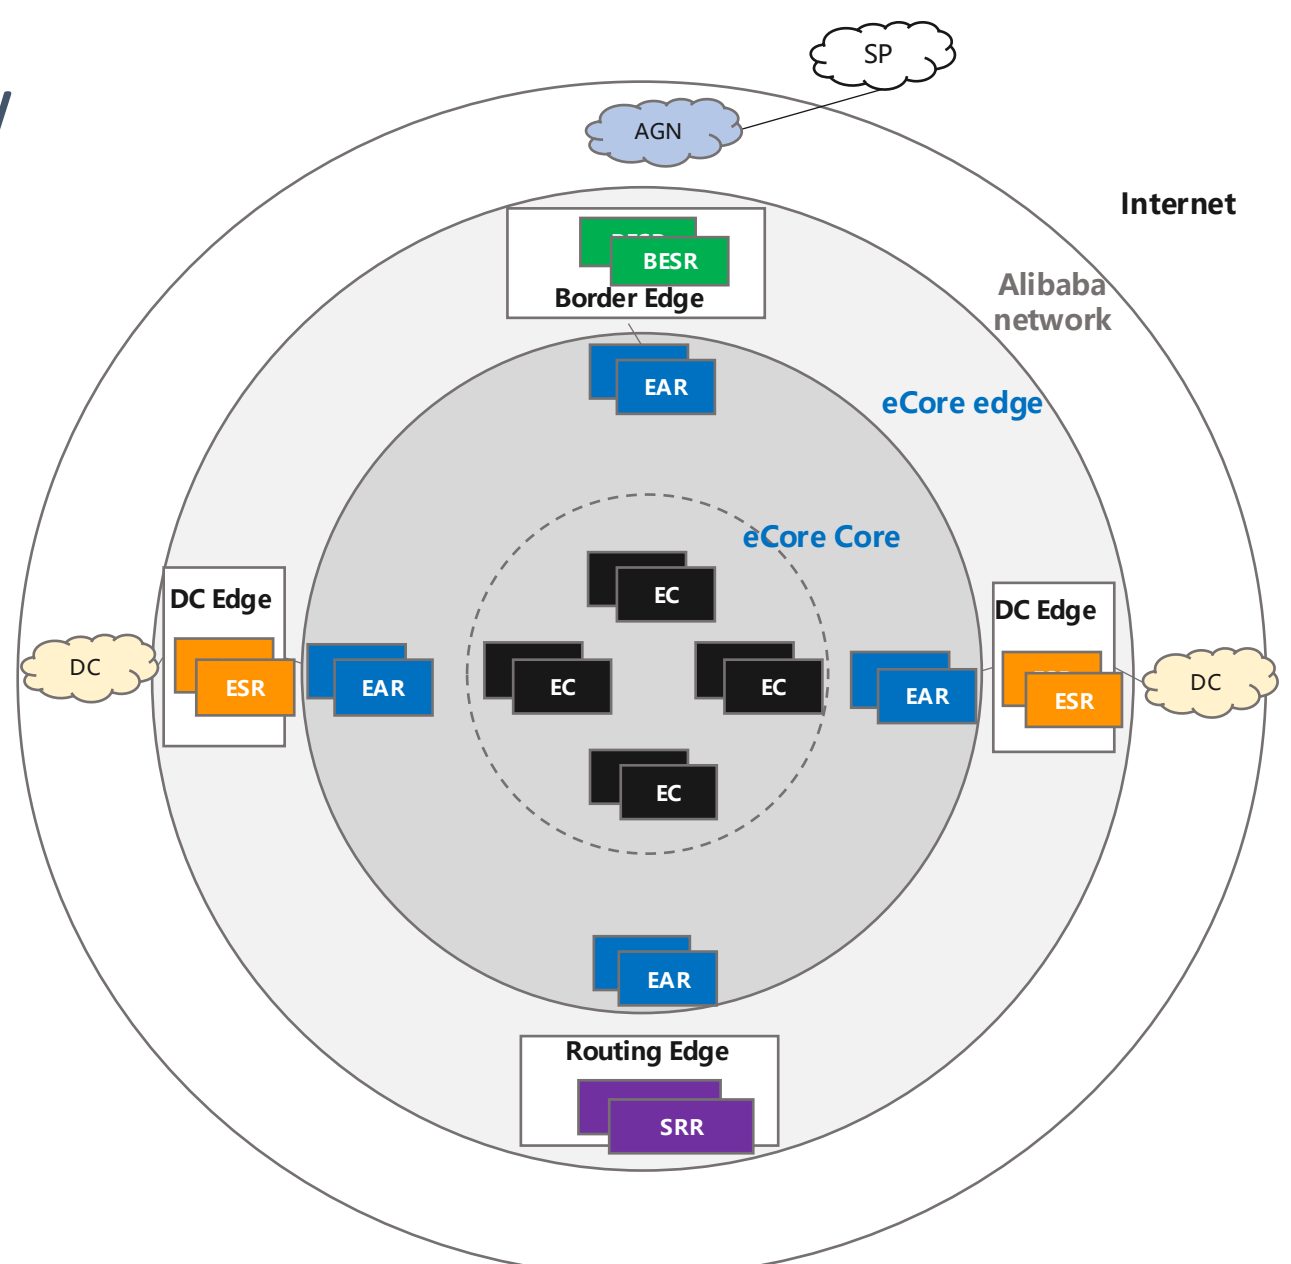 SP
AGN
Internet
BESR
Border Edge
Alibaba
network
EAR
eCore edge
eCore Core
EC
DC Edge
DC Edge
DC
ESR
EAR
EC
EC
EAR
ESR
DC
EC
EAR
Routing Edge
SRR